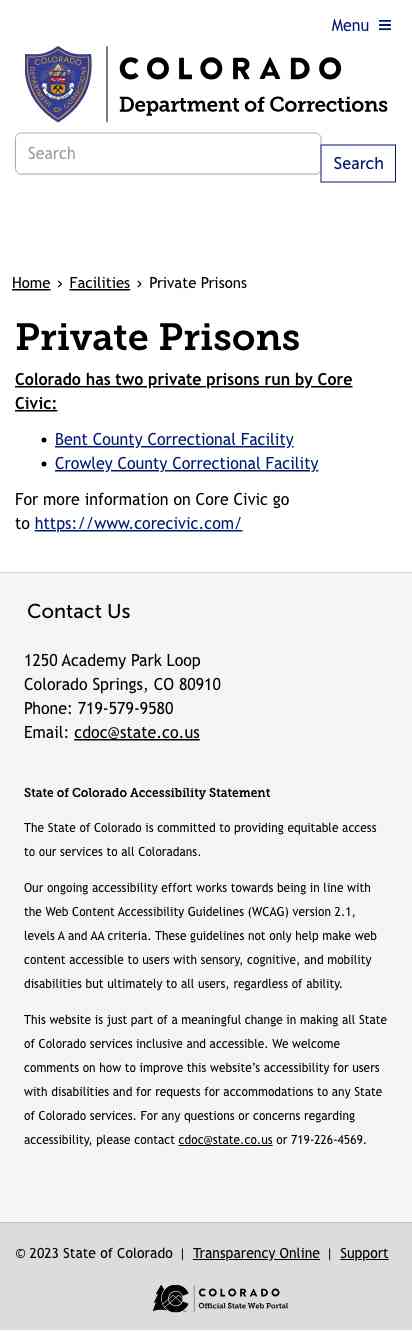 Menu
COLORADO
Department of Corrections
Search
Search
Home › Facilities › Private Prisons
Private Prisons
Colorado has two private prisons run by Core
Civic:
• Bent County Correctional Facility
• Crowley County Correctional Facility
For more information on Core Civic go
to https://www.corecivic.com/
Contact Us
1250 Academy Park Loop
Colorado Springs, CO 80910
Phone: 719-579-9580
Email: cdoc@state.co.us
State of Colorado Accessibility Statement
The State of Colorado is committed to providing equitable access
to our services to all Coloradans.
Our ongoing accessibility effort works towards being in line with
the Web Content Accessibility Guidelines (WCAG) version 2.1,
levels A and AA criteria. These guidelines not only help make web
content accessible to users with sensory, cognitive, and mobility
disabilities but ultimately to all users, regardless of ability.
This website is just part of a meaningful change in making all State
of Colorado services inclusive and accessible. We welcome
comments on how to improve this website’s accessibility for users
with disabilities and for requests for accommodations to any State
of Colorado services. For any questions or concerns regarding
accessibility, please contact cdoc@state.co.us or 719-226-4569.
© 2023 State of Colorado | Transparency Online | Support
COLORADO
Official State Web Portal